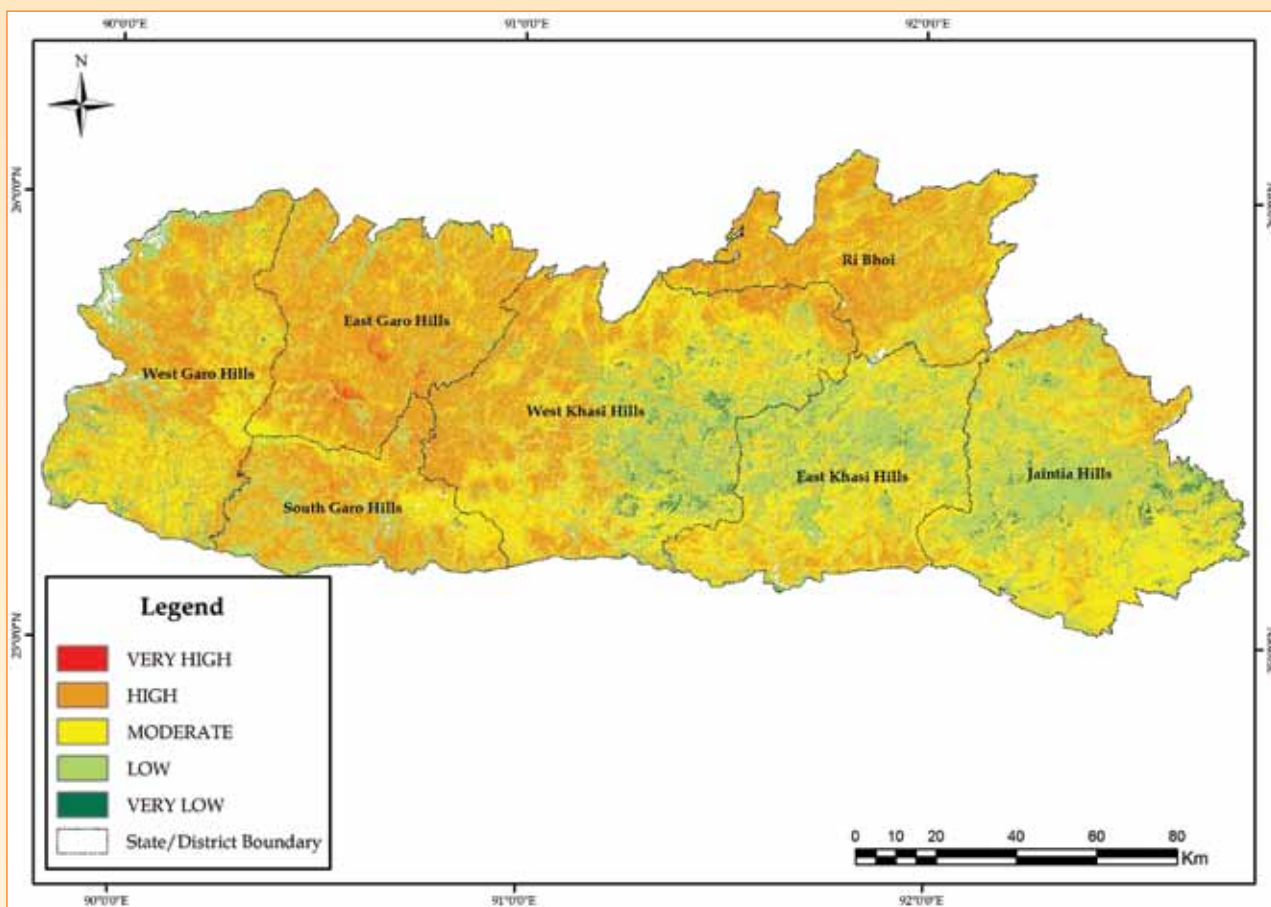 90°0'0"E
91°0'0"E
92°0'0"E
N
26°0'0"N
Ri Bhoi
East Garo Hills
West Garo Hills
West Khasi Hills
East Khasi Hills
Jaintia Hills
South Garo Hills
25°0'0"N
Legend
VERY HIGH
HIGH
MODERATE
LOW
VERY LOW
State/District Boundary
0 10 20 40 60 80
Km
90°0'0"E
91°0'0"E
92°0'0"E